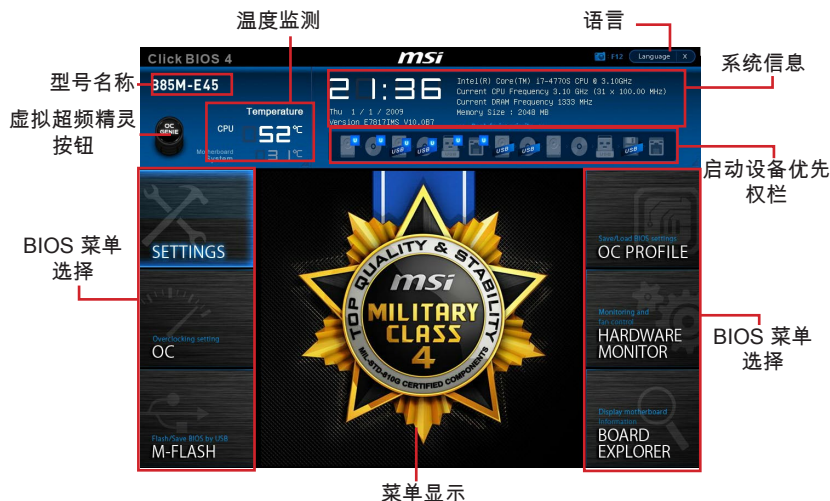 温度监测
语言
Click BIOS 4
msi
F12
Language
X
型号名称
B85M-E45
21:36
Thu 1 / 1 / 2009
Version E7817IMS V10.0B7
Intel(R) Core(TM) i7-4770S CPU @ 3.10GHz
Current CPU Frequency 3.10 GHz (31 x 100.00 MHz)
Current DRAM Frequency 1333 MHz
Memory Size : 2048 MB
系统信息
虚拟超频精灵
按钮
OC
GENIE
Temperature
CPU 52℃
Motherboard
System 31℃
U U USB U USB U U U USB USB USB
启动设备优先
权栏
BIOS 菜单
选择
SETTINGS
Overclocking setting
OC
Flash/Save BIOS by USB
M-FLASH
TOP QUALITY & STABILITY
msi
MILITARY
CLASS
4
MIL-STD-810G CERTIFIED COMPONENTS
Save/Load BIOS settings
OC PROFILE
Monitoring and
fan control
HARDWARE
MONITOR
Display motherboard
information
BOARD
EXPLORER
BIOS 菜单
选择
菜单显示